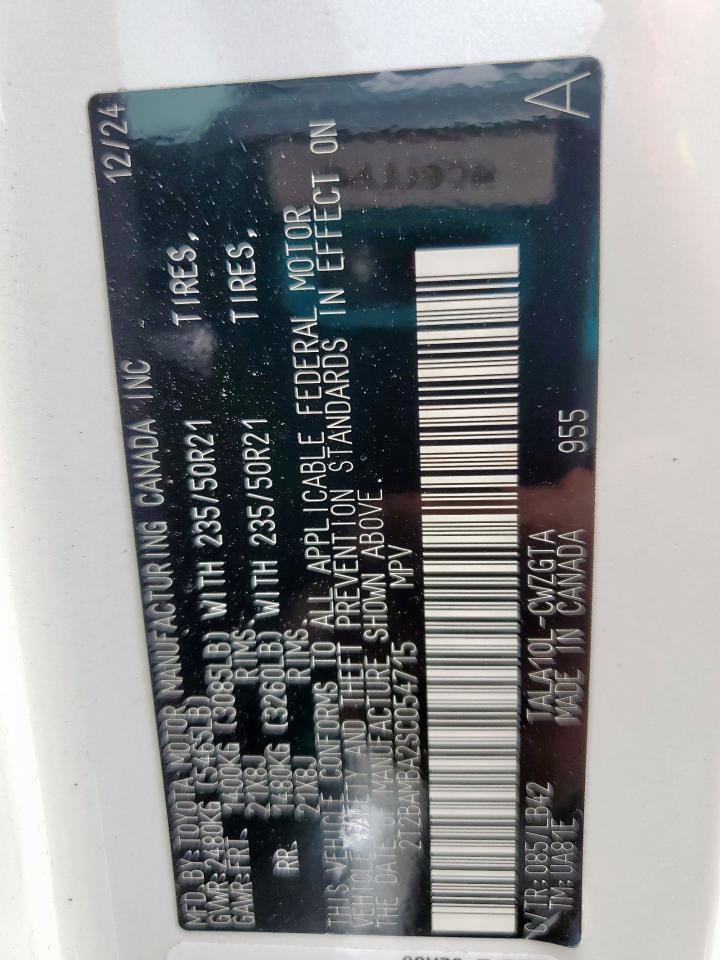 MFD BY:TOYOTA MOTOR MANUFACTURING CANADA INC 12/24
GVWR:2480KG (5465LB)
GAWR:FRT. 1400KG (3085LB) WITH 235/50R21 TIRES,
21X8J RIMS
RR. 1480KG (3260LB) WITH 235/50R21 TIRES,
21X8J RIMS
THIS VEHICLE CONFORMS TO ALL APPLICABLE FEDERAL MOTOR
VEHICLE SAFETY AND THEFT PREVENTION STANDARDS IN EFFECT ON
THE DATE OF MANUFACTURE SHOWN ABOVE.
MPV
C/TR:085/LB42 TALA10L-CWZGTA 955 A
TM:UA81E MADE IN CANADA